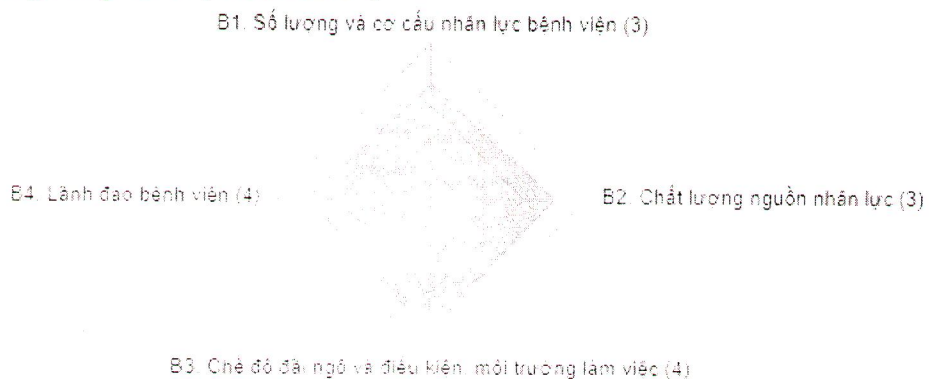 B1. Số lượng và cơ cấu nhân lực bệnh viện (3)
B4. Lãnh đạo bệnh viện (4)
B2. Chất lượng nguồn nhân lực (3)
B3. Chế độ đãi ngộ và điều kiện, môi trường làm việc (4)